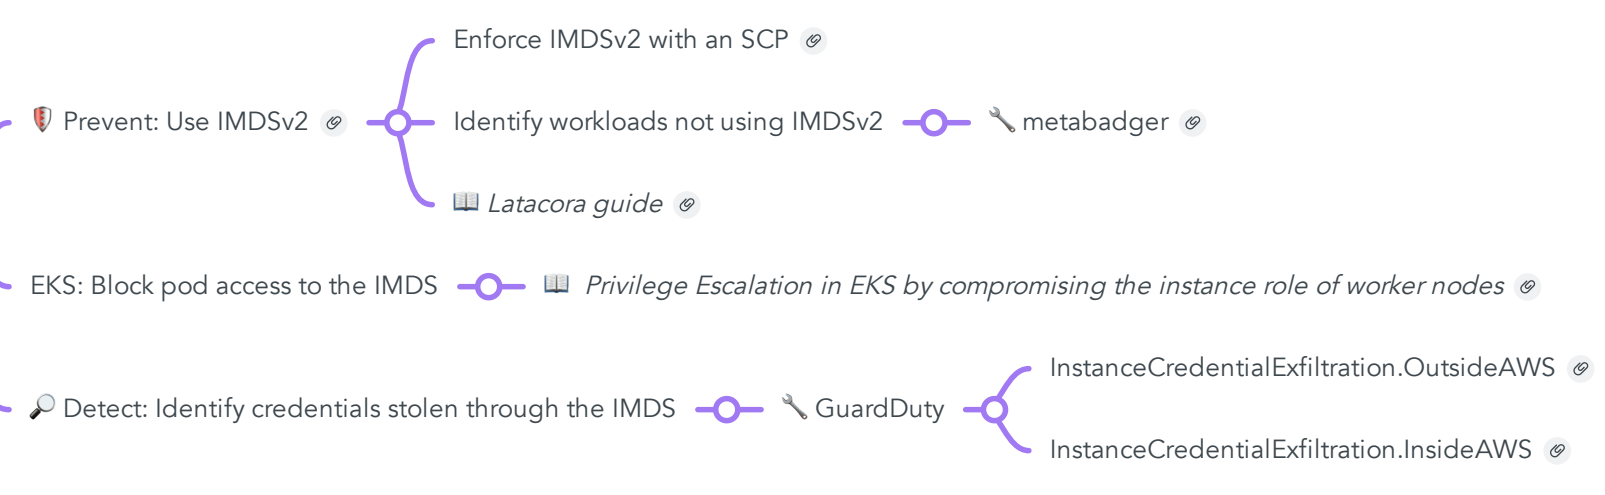 Enforce IMDSv2 with an SCP
Prevent: Use IMDSv2
Identify workloads not using IMDSv2
metabadger
Latacora guide
EKS: Block pod access to the IMDS
Privilege Escalation in EKS by compromising the instance role of worker nodes
InstanceCredentialExfiltration.OutsideAWS
Detect: Identify credentials stolen through the IMDS
GuardDuty
InstanceCredentialExfiltration.InsideAWS